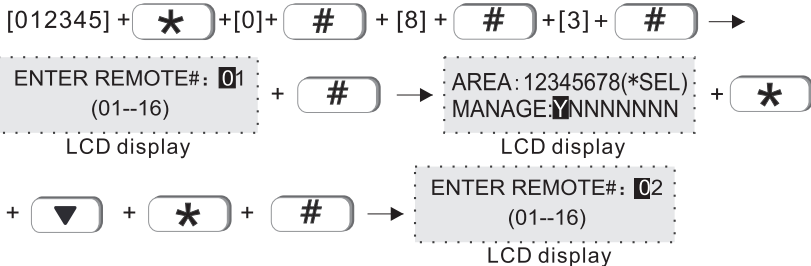 [012345] + * +[0]+ # + [8] + # +[3]+ # →
ENTER REMOTE#: 01
(01--16)
LCD display
+ # →
AREA:12345678(*SEL)
MANAGE:YNNNNNNN
LCD display
+ *
+ ▼ + * + # →
ENTER REMOTE#: 02
(01--16)
LCD display